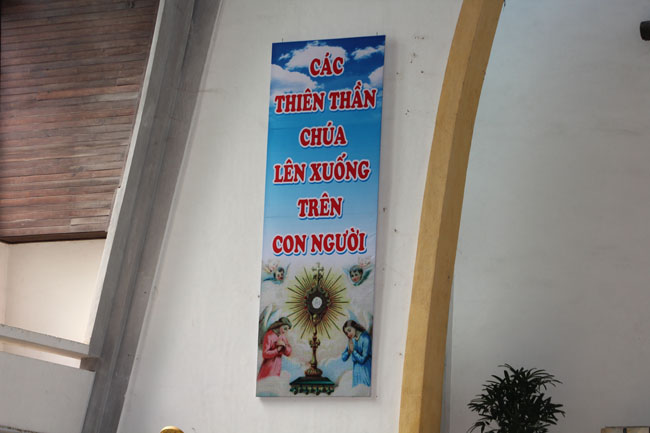 CÁC
THIÊN THẦN
CHÚA
LÊN XUỐNG
TRÊN
CON NGƯỜI